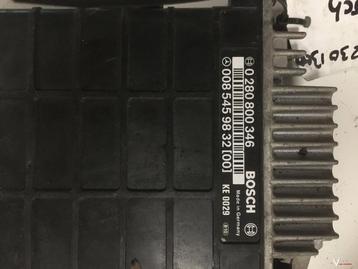 0 280 800 346
008 545 98 32 [00]
BOSCH
Made in Germany
KE 0029